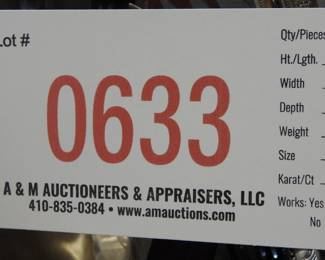 Lot #
0633
A & M AUCTIONEERS & APPRAISERS, LLC
410-835-0384 • www.amauctions.com
Qty/Pieces
Ht./Lgth.
Width
Depth
Weight
Size
Karat/Ct
Works: Yes
No